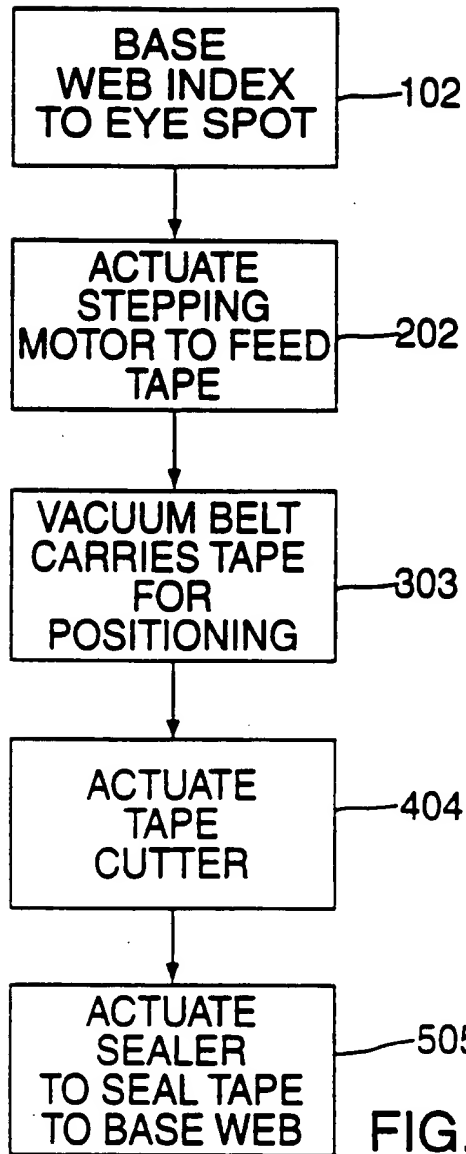 BASE
WEB INDEX
TO EYE SPOT
102
ACTUATE
STEPPING
MOTOR TO FEED
TAPE
202
VACUUM BELT
CARRIES TAPE
FOR
POSITIONING
303
ACTUATE
TAPE
CUTTER
404
ACTUATE
SEALER
TO SEAL TAPE
TO BASE WEB
505
FIG.